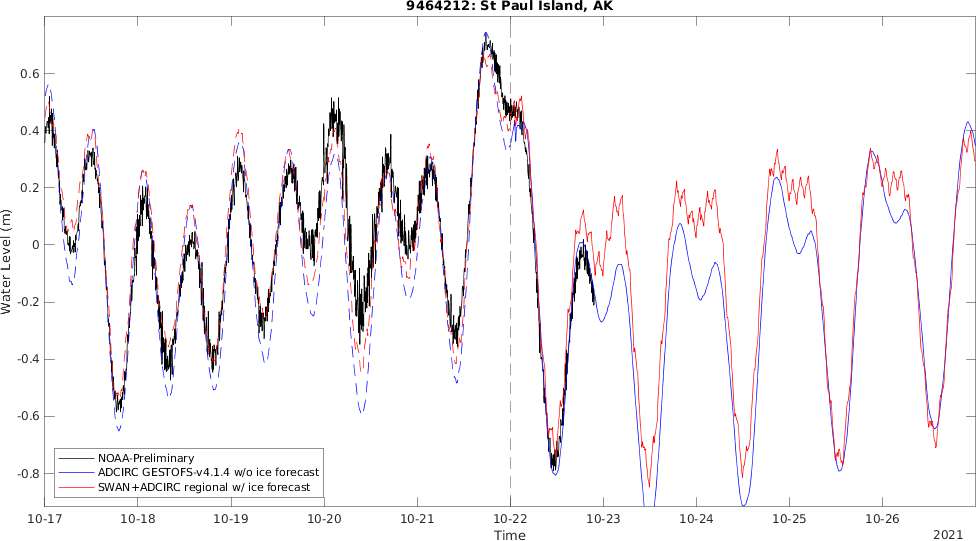 9464212: St Paul Island, AK
Water Level (m)
0.6
0.4
0.2
0
-0.2
-0.4
-0.6
-0.8
NOAA-Preliminary
ADCIRC GESTOFS-v4.1.4 w/o ice forecast
SWAN+ADCIRC regional w/ ice forecast
10-17 10-18 10-19 10-20 10-21 10-22 10-23 10-24 10-25 10-26
Time
2021